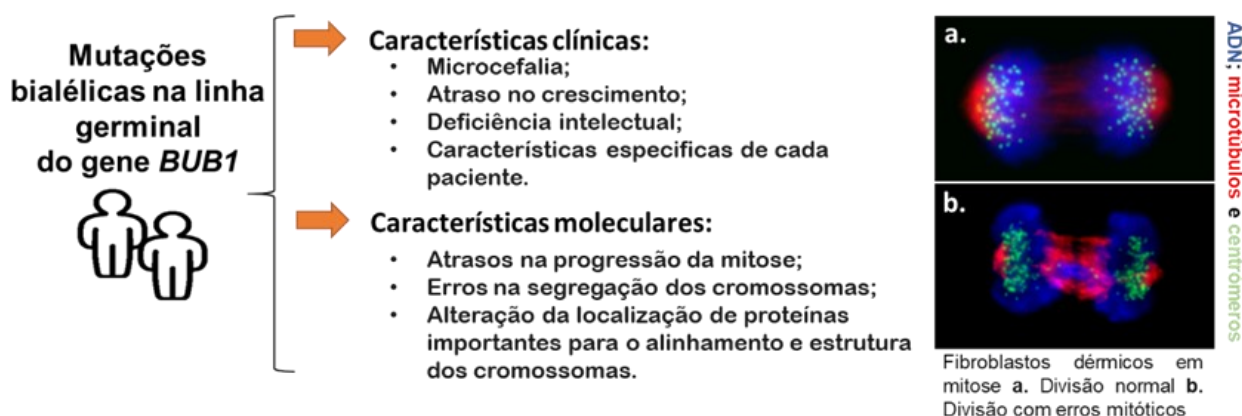 Mutações
bialélicas na linha
germinal
do gene BUB1
Características clínicas:
• Microcefalia;
• Atraso no crescimento;
• Deficiência intelectual;
• Características especificas de cada
paciente.
Características moleculares:
• Atrasos na progressão da mitose;
• Erros na segregação dos cromossomas;
• Alteração da localização de proteínas
importantes para o alinhamento e estrutura
dos cromossomas.
a.
b.
ADN; microtúbulos e centrómeros
Fibroblastos dérmicos em
mitose a. Divisão normal b.
Divisão com erros mitóticos